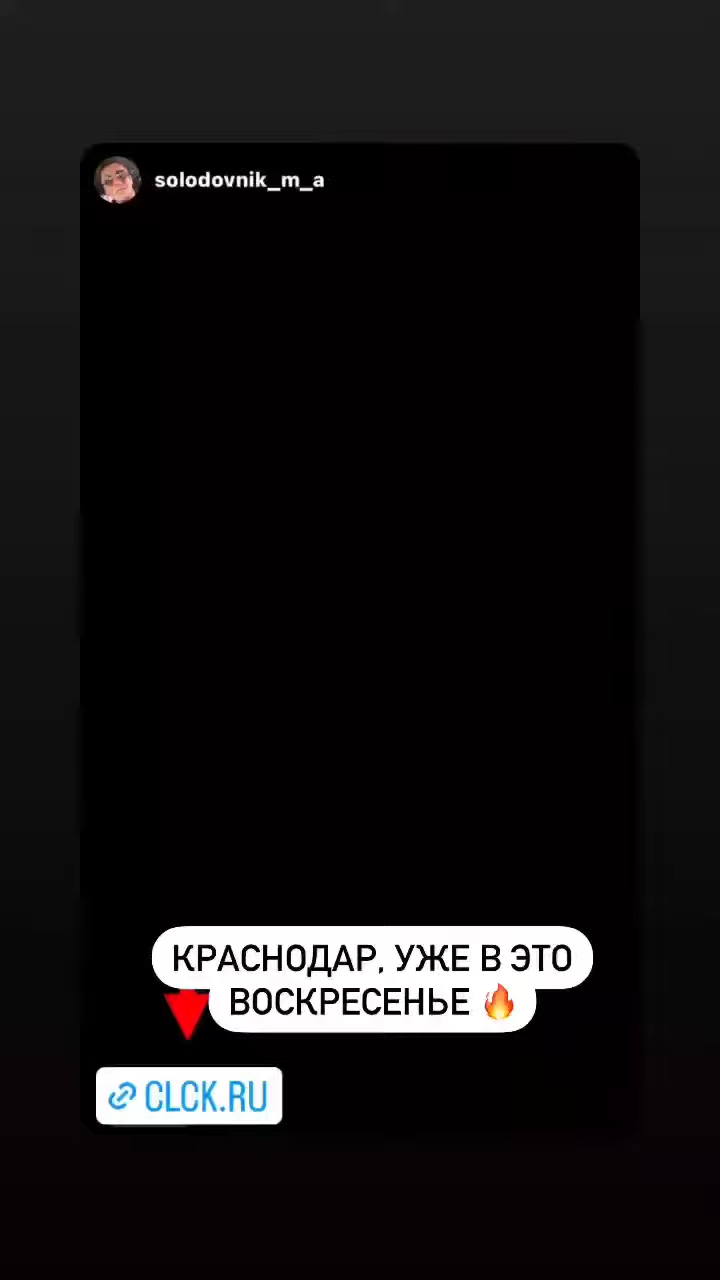 solodovnik_m_a
КРАСНОДАР, УЖЕ В ЭТО
ВОСКРЕСЕНЬЕ 🔥
CLCK.RU